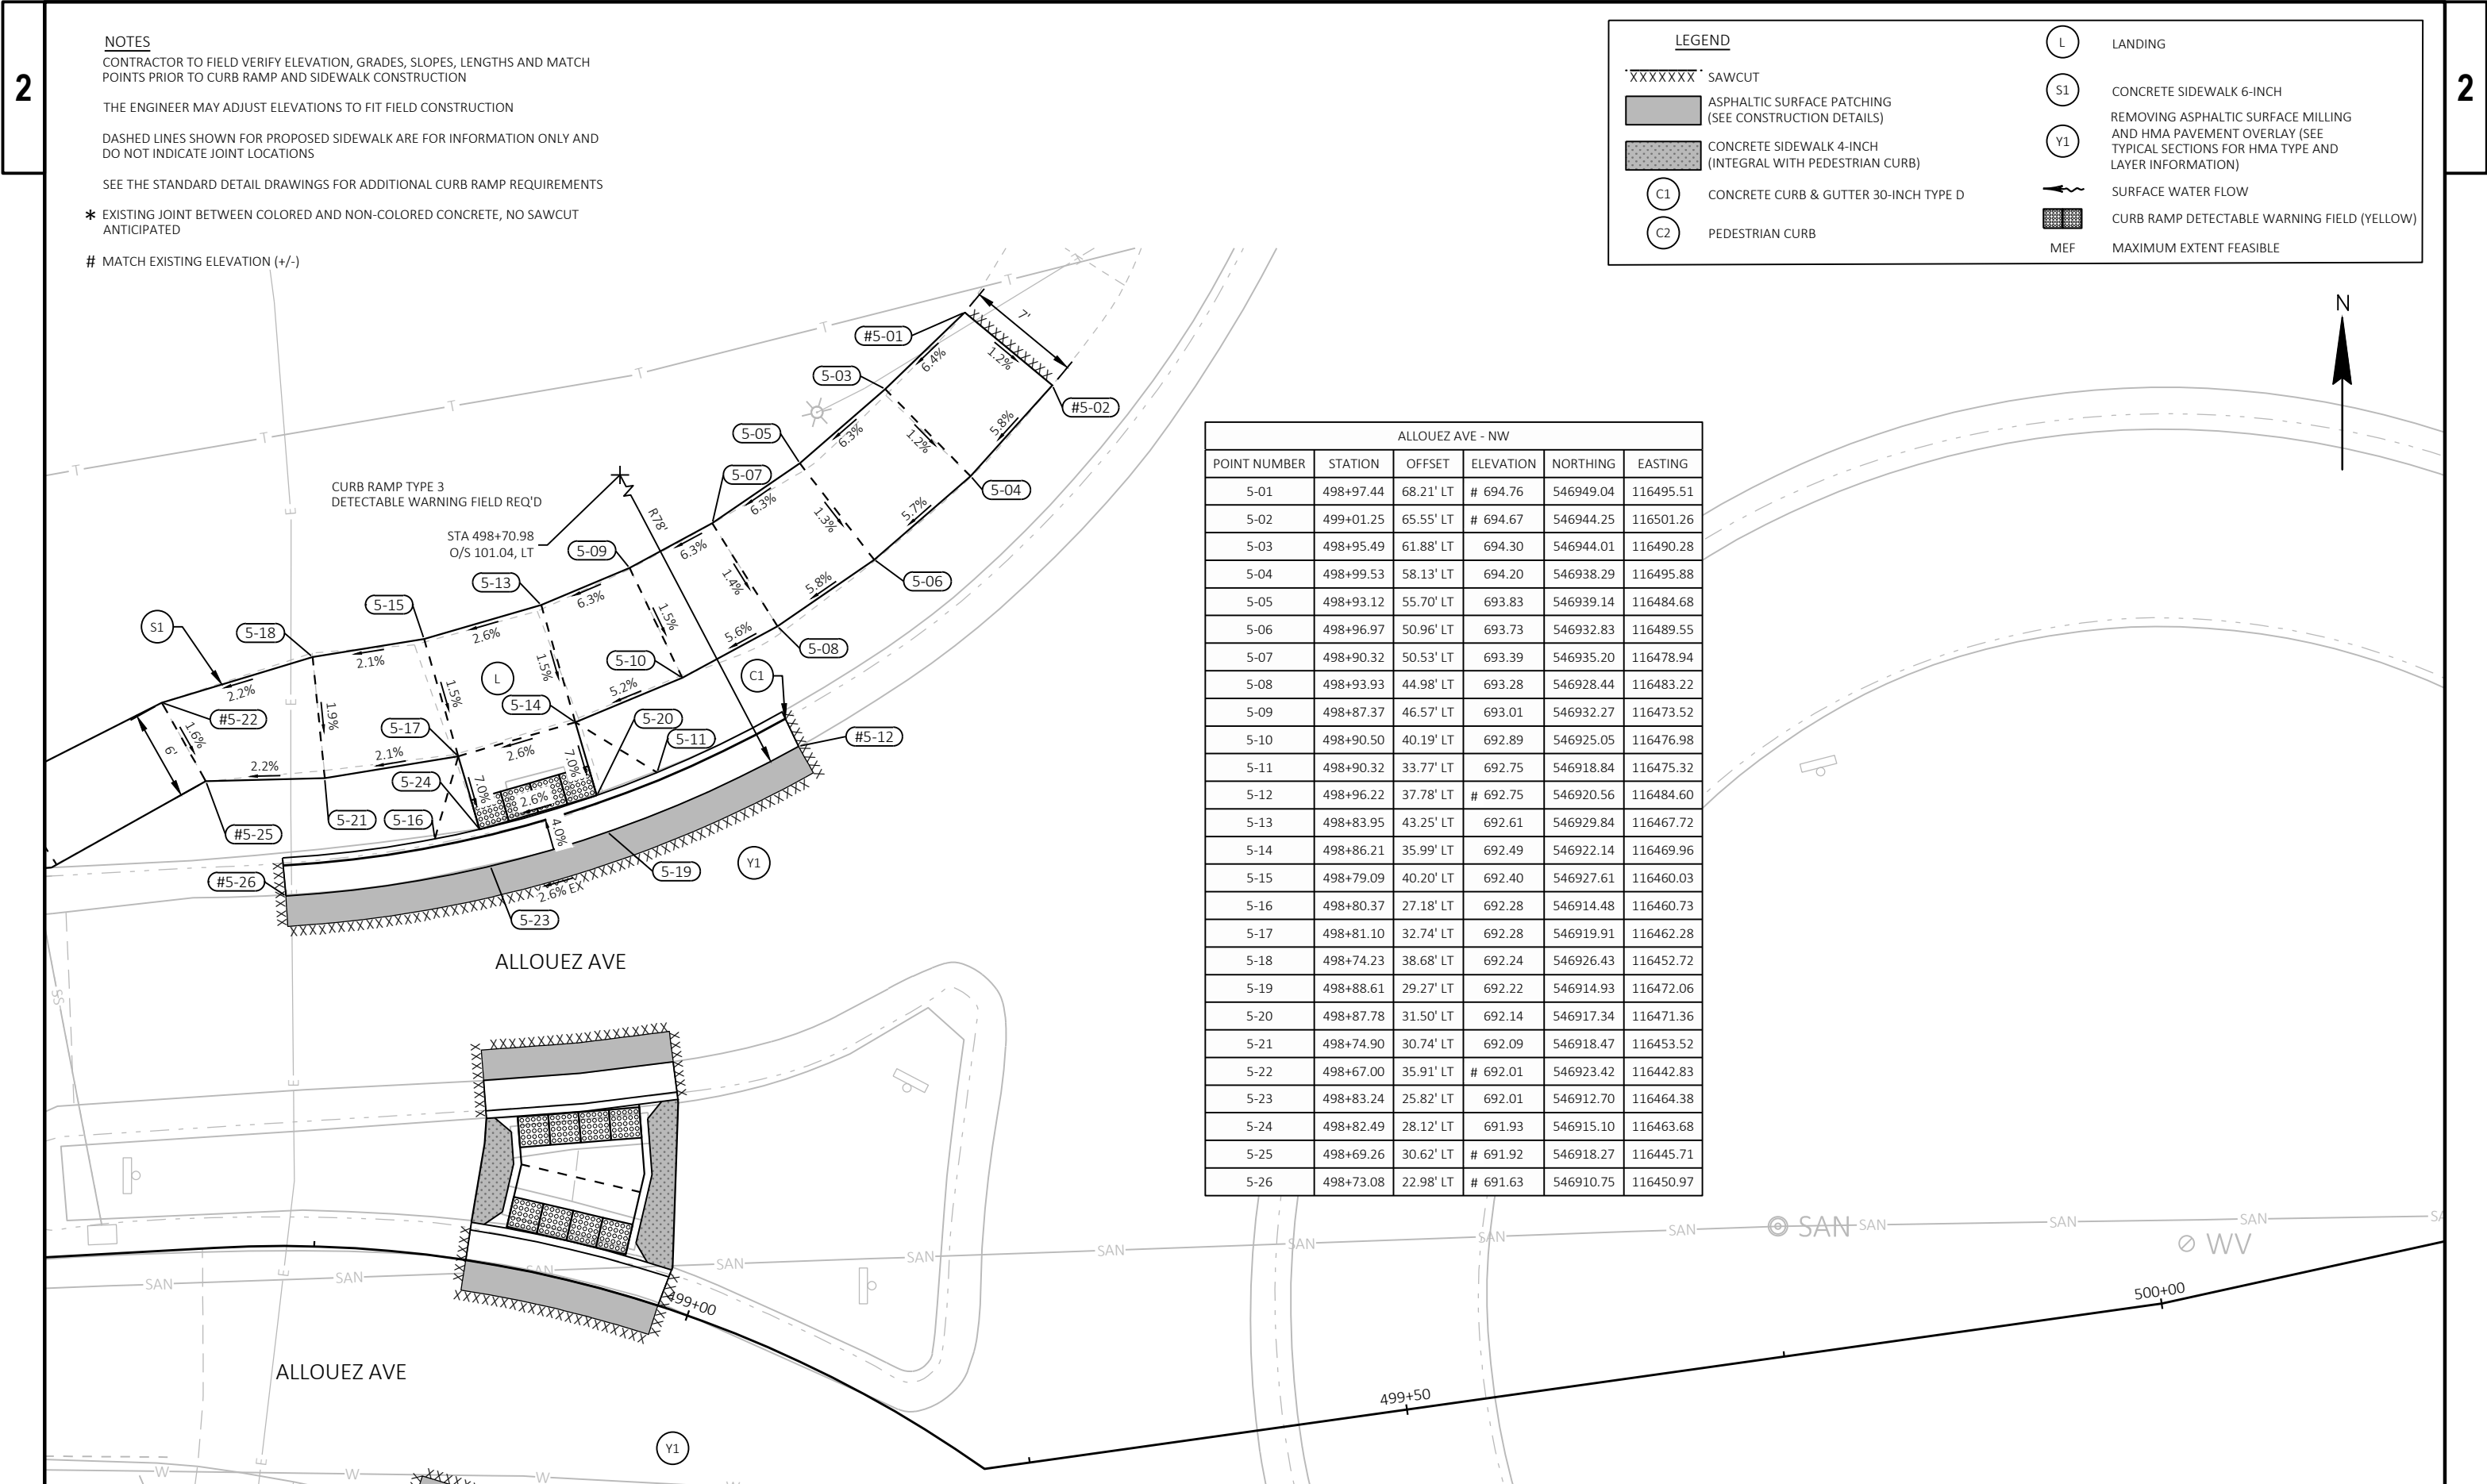 2
2
NOTES
CONTRACTOR TO FIELD VERIFY ELEVATION, GRADES, SLOPES, LENGTHS AND MATCH
POINTS PRIOR TO CURB RAMP AND SIDEWALK CONSTRUCTION
THE ENGINEER MAY ADJUST ELEVATIONS TO FIT FIELD CONSTRUCTION
DASHED LINES SHOWN FOR PROPOSED SIDEWALK ARE FOR INFORMATION ONLY AND
DO NOT INDICATE JOINT LOCATIONS
SEE THE STANDARD DETAIL DRAWINGS FOR ADDITIONAL CURB RAMP REQUIREMENTS
* EXISTING JOINT BETWEEN COLORED AND NON-COLORED CONCRETE, NO SAWCUT
ANTICIPATED
# MATCH EXISTING ELEVATION (+/-)
LEGEND
XXXXXXX SAWCUT
ASPHALTIC SURFACE PATCHING
(SEE CONSTRUCTION DETAILS)
CONCRETE SIDEWALK 4-INCH
(INTEGRAL WITH PEDESTRIAN CURB)
C1 CONCRETE CURB & GUTTER 30-INCH TYPE D
C2 PEDESTRIAN CURB
L LANDING
S1 CONCRETE SIDEWALK 6-INCH
Y1 REMOVING ASPHALTIC SURFACE MILLING
AND HMA PAVEMENT OVERLAY (SEE
TYPICAL SECTIONS FOR HMA TYPE AND
LAYER INFORMATION)
SURFACE WATER FLOW
CURB RAMP DETECTABLE WARNING FIELD (YELLOW)
MEF MAXIMUM EXTENT FEASIBLE
N
#5-01
7'
6.4%
1.2%
5-03
#5-02
5.8%
5-05
6.3%
1.2%
5-07
5-04
6.3%
1.3%
5.7%
CURB RAMP TYPE 3
DETECTABLE WARNING FIELD REQ'D
R78'
STA 498+70.98
O/S 101.04, LT
5-09
6.3%
1.4%
5.8%
5-06
5-13
6.3%
1.5%
5.6%
5-08
5-15
2.6%
5-10
S1
5-18
2.1%
L
1.5%
5.2%
C1
2.2%
1.5%
5-14
5-20
#5-22
1.9%
5-17
5-11
#5-12
6'
1.6%
2.2%
2.1%
2.6%
7.0%
5-24
7.0%
2.6%
#5-25
5-21
5-16
4.0%
Y1
#5-26
2.6% EX
5-19
5-23
ALLOUEZ AVE
ALLOUEZ AVE - NW
POINT NUMBER STATION OFFSET ELEVATION NORTHING EASTING
5-01 498+97.44 68.21' LT # 694.76 546949.04 116495.51
5-02 499+01.25 65.55' LT # 694.67 546944.25 116501.26
5-03 498+95.49 61.88' LT 694.30 546944.01 116490.28
5-04 498+99.53 58.13' LT 694.20 546938.29 116495.88
5-05 498+93.12 55.70' LT 693.83 546939.14 116484.68
5-06 498+96.97 50.96' LT 693.73 546932.83 116489.55
5-07 498+90.32 50.53' LT 693.39 546935.20 116478.94
5-08 498+93.93 44.98' LT 693.28 546928.44 116483.22
5-09 498+87.37 46.57' LT 693.01 546932.27 116473.52
5-10 498+90.50 40.19' LT 692.89 546925.05 116476.98
5-11 498+90.32 33.77' LT 692.75 546918.84 116475.32
5-12 498+96.22 37.78' LT # 692.75 546920.56 116484.60
5-13 498+83.95 43.25' LT 692.61 546929.84 116467.72
5-14 498+86.21 35.99' LT 692.49 546922.14 116469.96
5-15 498+79.09 40.20' LT 692.40 546927.61 116460.03
5-16 498+80.37 27.18' LT 692.28 546914.48 116460.73
5-17 498+81.10 32.74' LT 692.28 546919.91 116462.28
5-18 498+74.23 38.68' LT 692.24 546926.43 116452.72
5-19 498+88.61 29.27' LT 692.22 546914.93 116472.06
5-20 498+87.78 31.50' LT 692.14 546917.34 116471.36
5-21 498+74.90 30.74' LT 692.09 546918.47 116453.52
5-22 498+67.00 35.91' LT # 692.01 546923.42 116442.83
5-23 498+83.24 25.82' LT 692.01 546912.70 116464.38
5-24 498+82.49 28.12' LT 691.93 546915.10 116463.68
5-25 498+69.26 30.62' LT # 691.92 546918.27 116445.71
5-26 498+73.08 22.98' LT # 691.63 546910.75 116450.97
T T T T T T T
E E E E E
SS
SAN SAN SAN SAN SAN SAN SAN SAN SAN SAN SAN SAN
SAN
WV
499+00
499+50
500+00
ALLOUEZ AVE
Y1
W W W